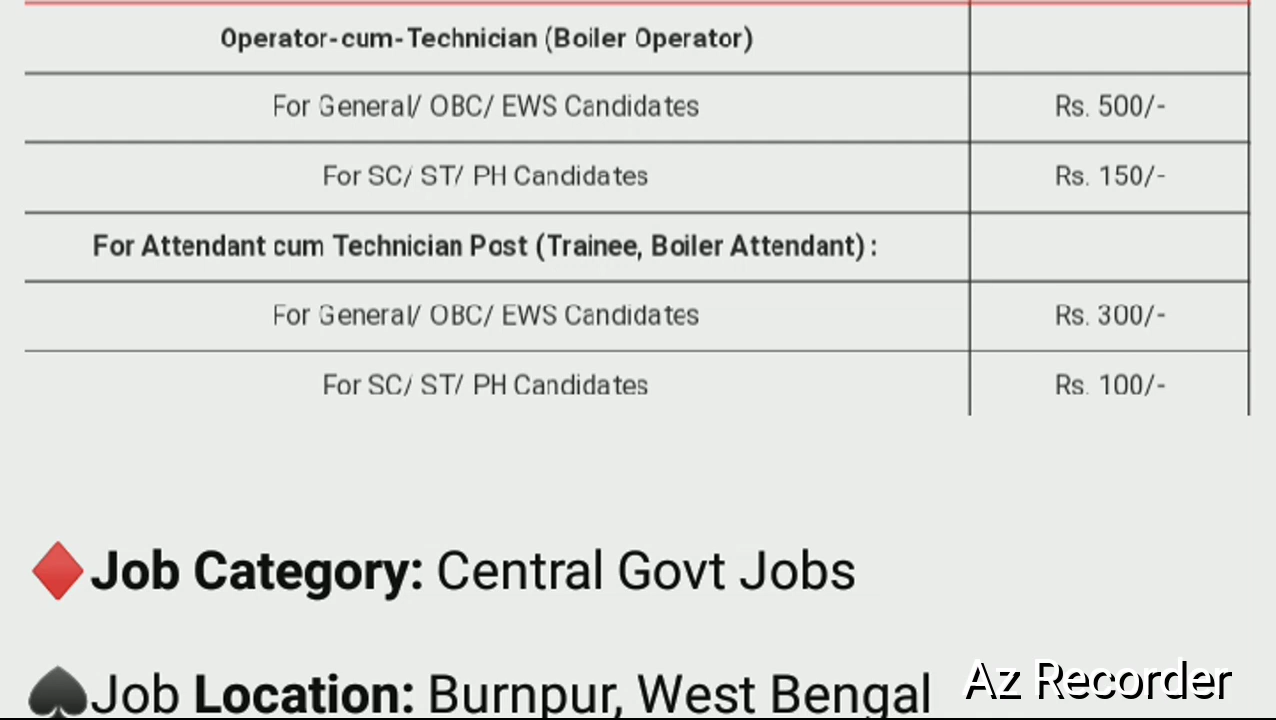 Operator-cum-Technician (Boiler Operator)
For General/ OBC/ EWS Candidates Rs. 500/-
For SC/ ST/ PH Candidates Rs. 150/-
For Attendant cum Technician Post (Trainee, Boiler Attendant) :
For General/ OBC/ EWS Candidates Rs. 300/-
For SC/ ST/ PH Candidates Rs. 100/-
♦️Job Category: Central Govt Jobs
♠️Job Location: Burnpur, West Bengal
Az Recorder